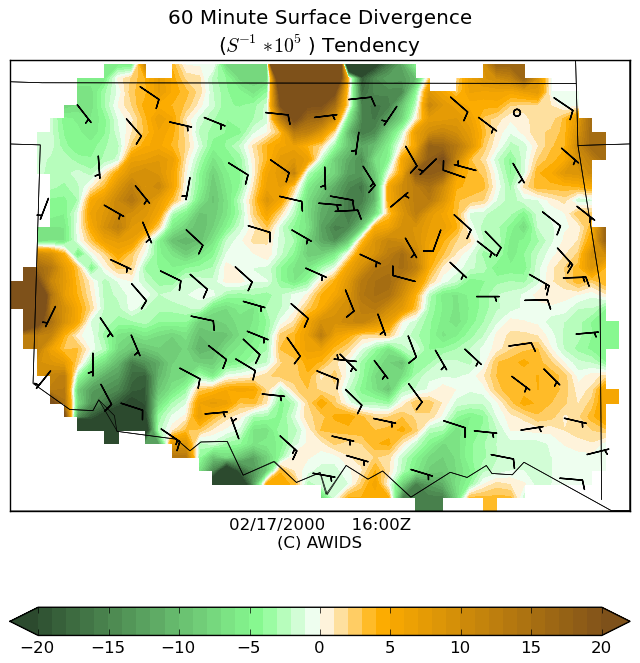 60 Minute Surface Divergence
(S⁻¹ *10⁵ ) Tendency
02/17/2000 16:00Z
(C) AWIDS
−20 −15 −10 −5 0 5 10 15 20